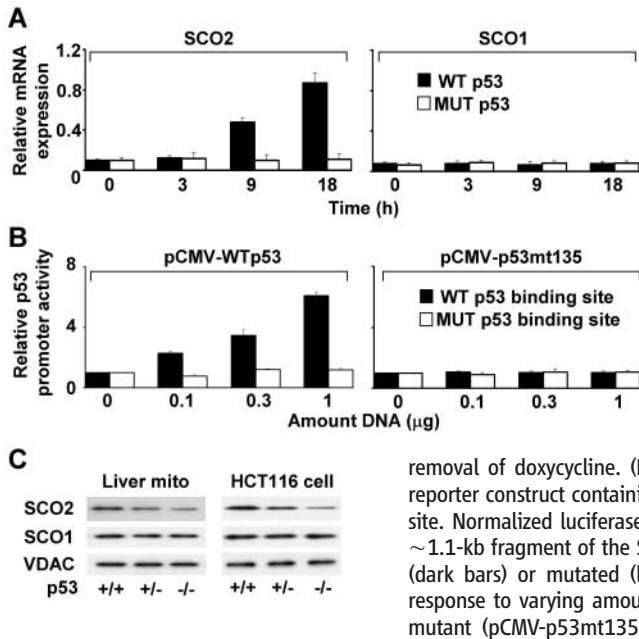 A
SCO2
SCO1
Relative mRNA
expression
1.2
0.8
0.4
0
WT p53
MUT p53
0 3 9 18 0 3 9 18
Time (h)
B
pCMV-WTp53
pCMV-p53mt135
Relative p53
promoter activity
8
4
0
WT p53 binding site
MUT p53 binding site
0 0.1 0.3 1 0 0.1 0.3 1
Amount DNA (μg)
C
Liver mito HCT116 cell
SCO2
SCO1
VDAC
p53 +/+ +/- -/- +/+ +/- -/-
removal of doxycycline. (
reporter construct containi
site. Normalized luciferase
~1.1-kb fragment of the S
(dark bars) or mutated (l
response to varying amou
mutant (pCMV-p53mt135